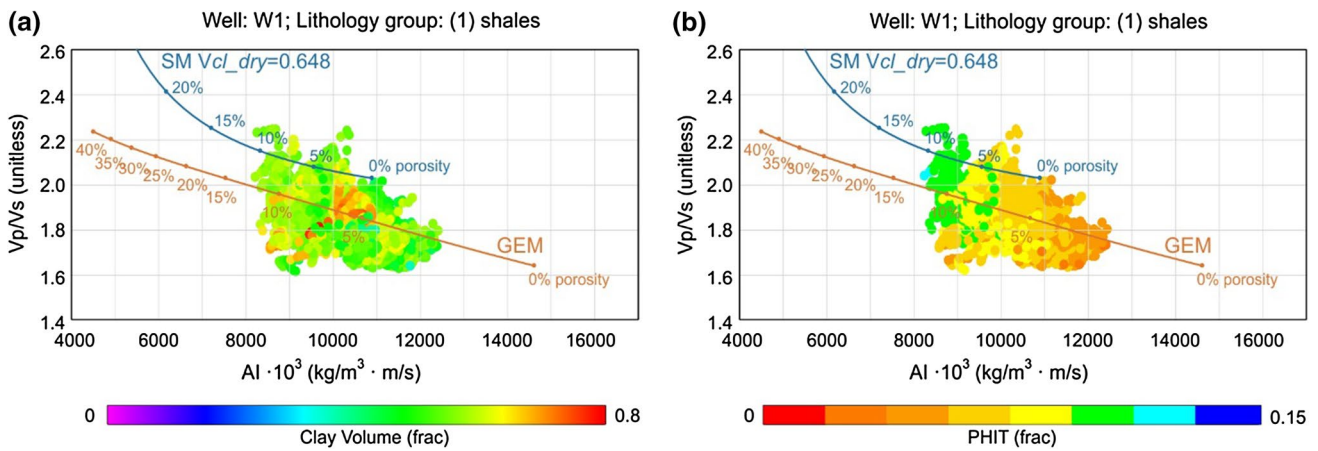 (a)
Well: W1; Lithology group: (1) shales
Vp/Vs (unitless)
2.6
2.4
2.2
2.0
1.8
1.6
1.4
SM Vcl_dry=0.648
20%
15%
10%
5%
0% porosity
40%
35%
30%
25%
20%
15%
10%
5%
GEM
0% porosity
4000 6000 8000 10000 12000 14000 16000
AI ·10³ (kg/m³ · m/s)
0 0.8
Clay Volume (frac)
(b)
Well: W1; Lithology group: (1) shales
Vp/Vs (unitless)
2.6
2.4
2.2
2.0
1.8
1.6
1.4
SM Vcl_dry=0.648
20%
15%
10%
5%
0% porosity
40%
35%
30%
25%
20%
15%
10%
5%
GEM
0% porosity
4000 6000 8000 10000 12000 14000 16000
AI ·10³ (kg/m³ · m/s)
0 0.15
PHIT (frac)